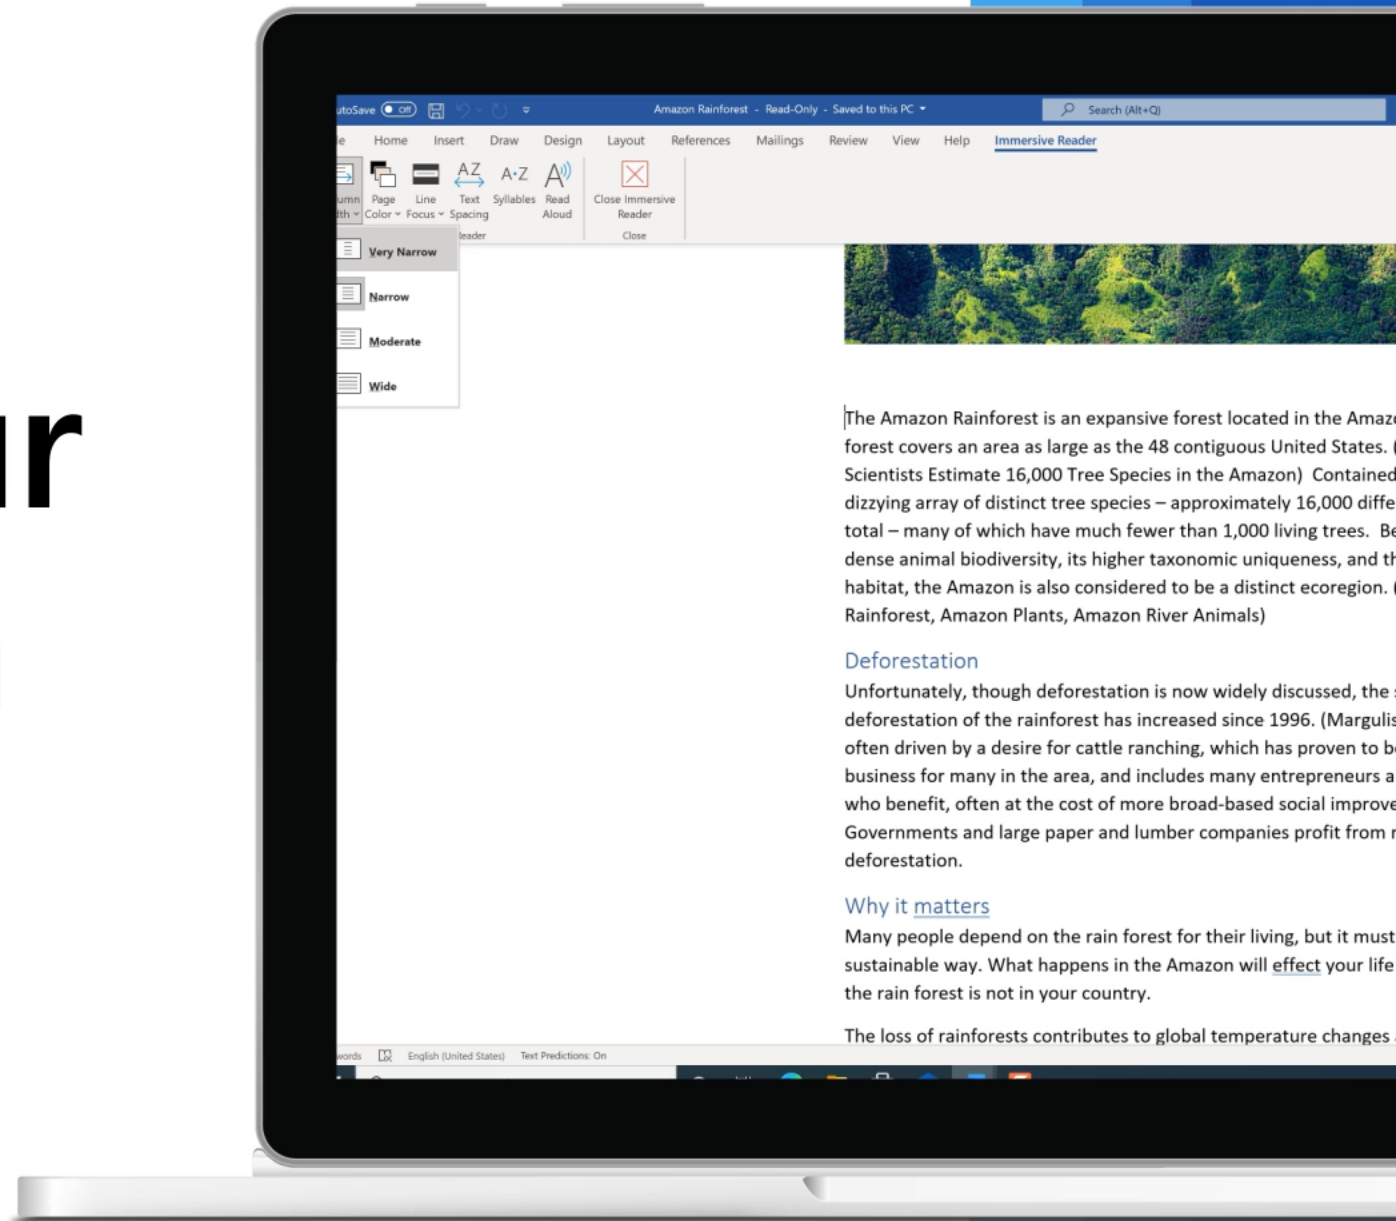 ur
utoSave Off Amazon Rainforest - Read-Only - Saved to this PC Search (Alt+Q)
le Home Insert Draw Design Layout References Mailings Review View Help Immersive Reader
umn Page Line Text Syllables Read Close Immersive
dth Color Focus Spacing Aloud Reader
Reader Close
Very Narrow
Narrow
Moderate
Wide
The Amazon Rainforest is an expansive forest located in the Amazo
forest covers an area as large as the 48 contiguous United States. (
Scientists Estimate 16,000 Tree Species in the Amazon) Contained
dizzying array of distinct tree species – approximately 16,000 diffe
total – many of which have much fewer than 1,000 living trees. Be
dense animal biodiversity, its higher taxonomic uniqueness, and th
habitat, the Amazon is also considered to be a distinct ecoregion. (
Rainforest, Amazon Plants, Amazon River Animals)
Deforestation
Unfortunately, though deforestation is now widely discussed, the s
deforestation of the rainforest has increased since 1996. (Margulis
often driven by a desire for cattle ranching, which has proven to be
business for many in the area, and includes many entrepreneurs a
who benefit, often at the cost of more broad-based social improve
Governments and large paper and lumber companies profit from r
deforestation.
Why it matters
Many people depend on the rain forest for their living, but it must
sustainable way. What happens in the Amazon will effect your life
the rain forest is not in your country.
The loss of rainforests contributes to global temperature changes
words English (United States) Text Predictions: On